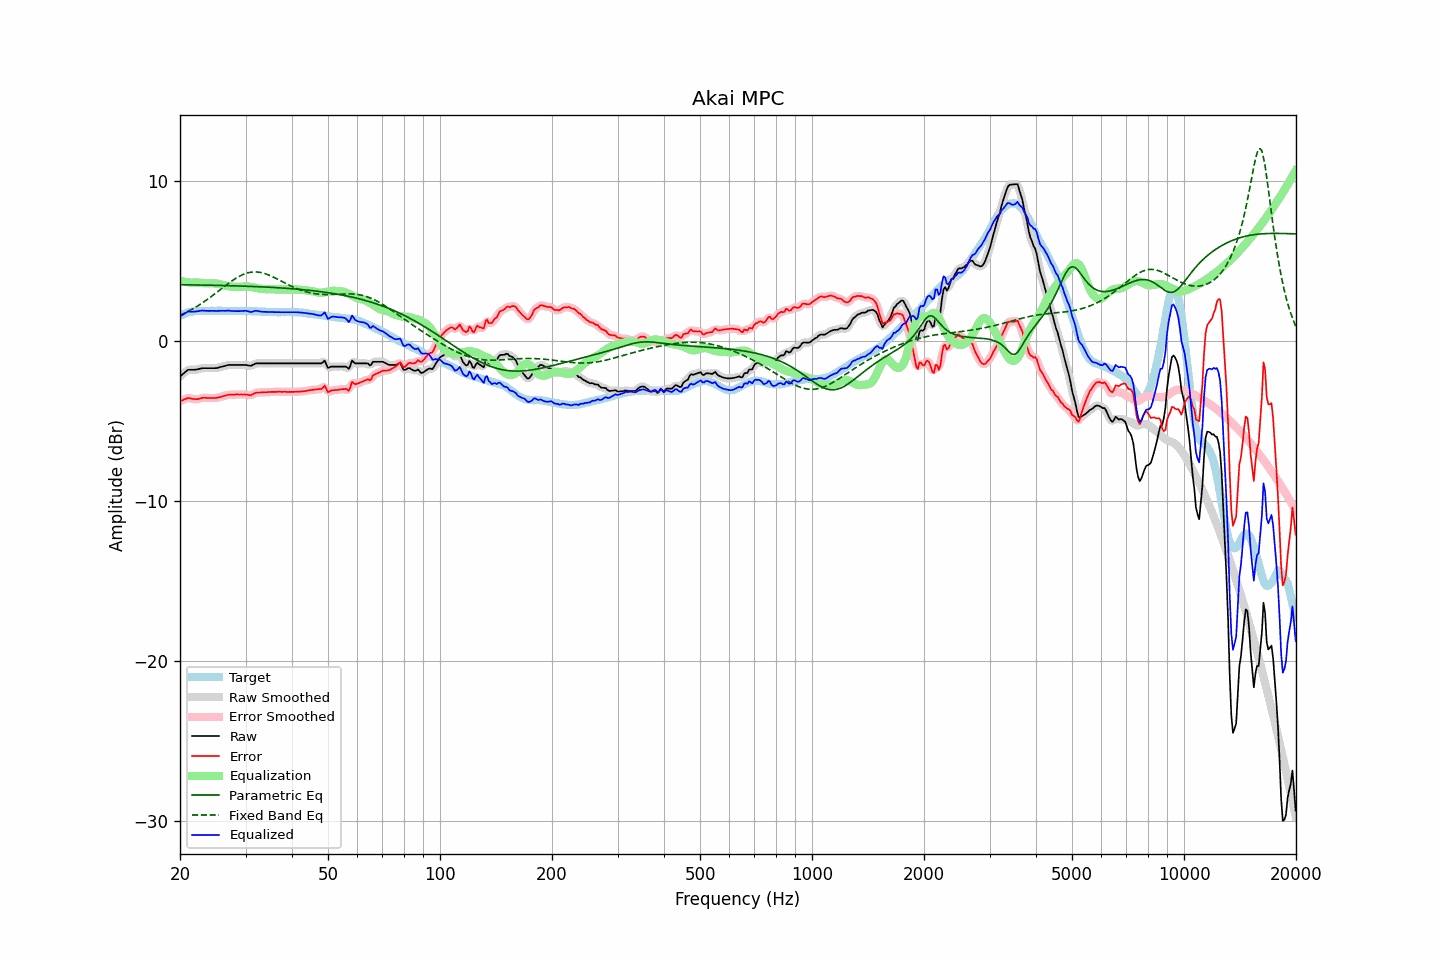 Akai MPC
Amplitude (dBr)
10
0
−10
−20
−30
Target
Raw Smoothed
Error Smoothed
Raw
Error
Equalization
Parametric Eq
Fixed Band Eq
Equalized
20 50 100 200 500 1000 2000 5000 10000 20000
Frequency (Hz)